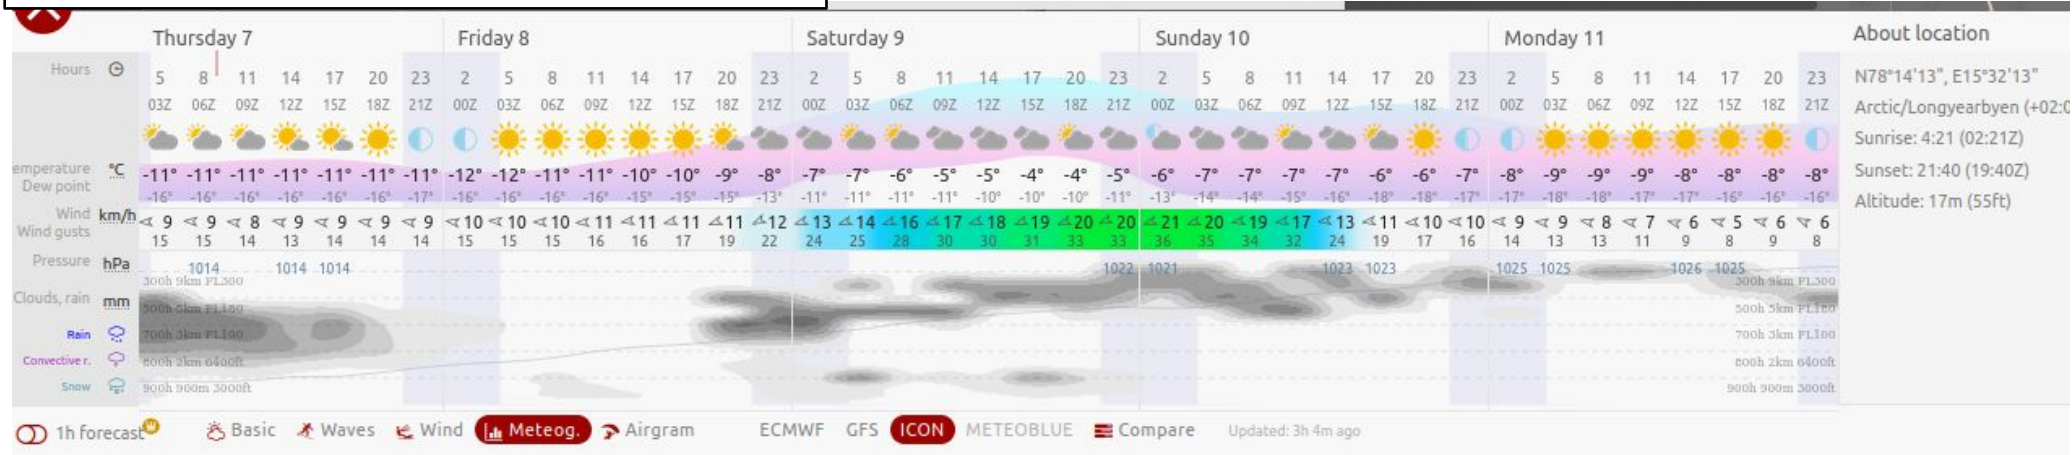 Thursday 7 Friday 8 Saturday 9 Sunday 10 Monday 11 About location
Hours 5 8 11 14 17 20 23 2 5 8 11 14 17 20 23 2 5 8 11 14 17 20 23 2 5 8 11 14 17 20 23 2 5 8 11 14 17 20 23
N78°14'13", E15°32'13"
03Z 06Z 09Z 12Z 15Z 18Z 21Z 00Z 03Z 06Z 09Z 12Z 15Z 18Z 21Z 00Z 03Z 06Z 09Z 12Z 15Z 18Z 21Z 00Z 03Z 06Z 09Z 12Z 15Z 18Z 21Z 00Z 03Z 06Z 09Z 12Z 15Z 18Z 21Z
Arctic/Longyearbyen (+02:0
Sunrise: 4:21 (02:21Z)
emperature °C -11° -11° -11° -11° -11° -11° -11° -12° -12° -11° -11° -10° -10° -9° -8° -7° -7° -6° -5° -5° -4° -4° -5° -6° -7° -7° -7° -7° -6° -6° -7° -8° -9° -9° -9° -8° -8° -8° -8°
Sunset: 21:40 (19:40Z)
Dew point -16° -16° -16° -16° -16° -16° -17° -16° -16° -16° -16° -15° -15° -15° -13° -11° -11° -11° -11° -10° -10° -10° -11° -13° -14° -14° -15° -16° -18° -18° -17° -17° -18° -16° -17° -17° -16° -16° -16°
Altitude: 17m (55ft)
Wind km/h 9 9 8 9 9 9 9 10 10 10 11 11 11 11 12 13 14 16 17 18 19 20 20 21 20 19 17 13 11 10 10 9 9 8 7 6 5 6 6
Wind gusts 15 15 14 13 14 14 14 15 15 15 16 16 17 19 22 24 25 28 30 30 31 33 33 36 35 34 32 24 19 17 16 14 13 13 11 9 8 9 8
Pressure hPa 1014 1014 1014 1022 1021 1023 1023 1025 1025 1026 1025
300h 9km FL300 300h 9km FL300
Clouds, rain mm
500h 5km FL180 500h 5km FL180
Rain 700h 3km FL100 700h 3km FL100
Convective r. 800h 2km 6400ft 800h 2km 6400ft
Snow 900h 900m 3000ft 900h 900m 3000ft
1h forecast Basic Waves Wind Meteog. Airgram ECMWF GFS ICON METEOBLUE Compare Updated: 3h 4m ago